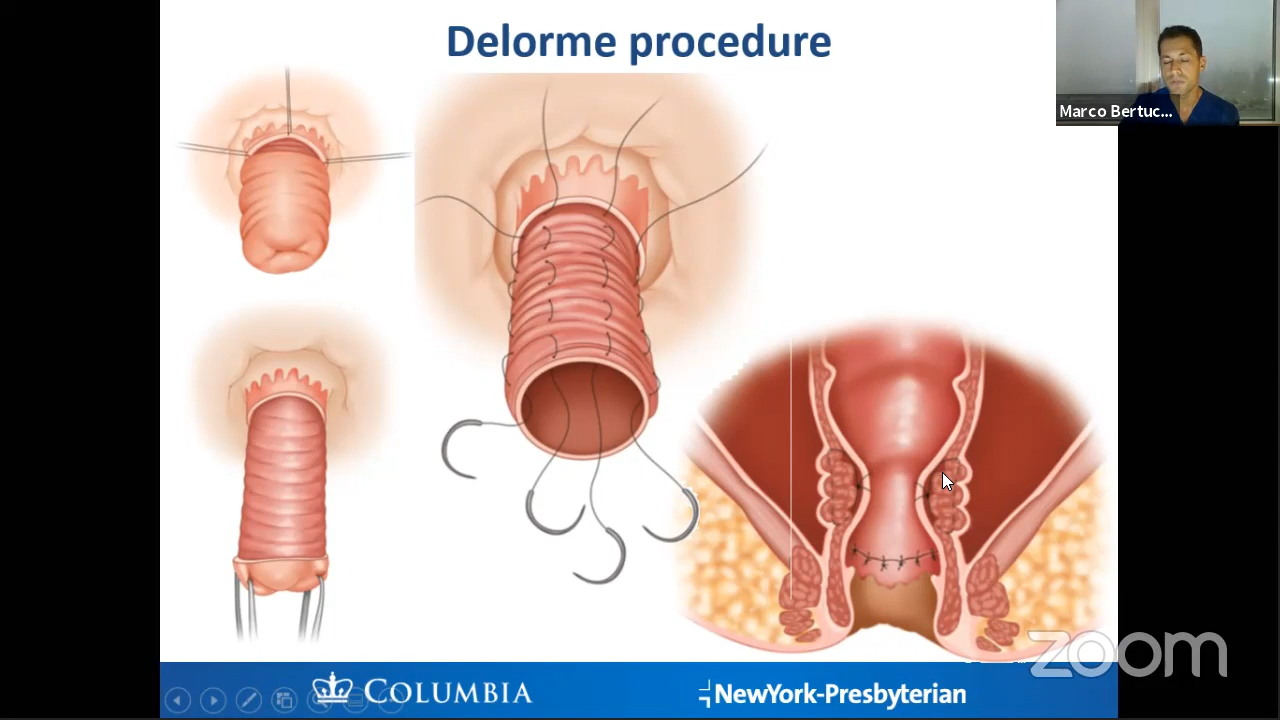 Delorme procedure
Marco Bertuc...
COLUMBIA
NewYork-Presbyterian
zoom